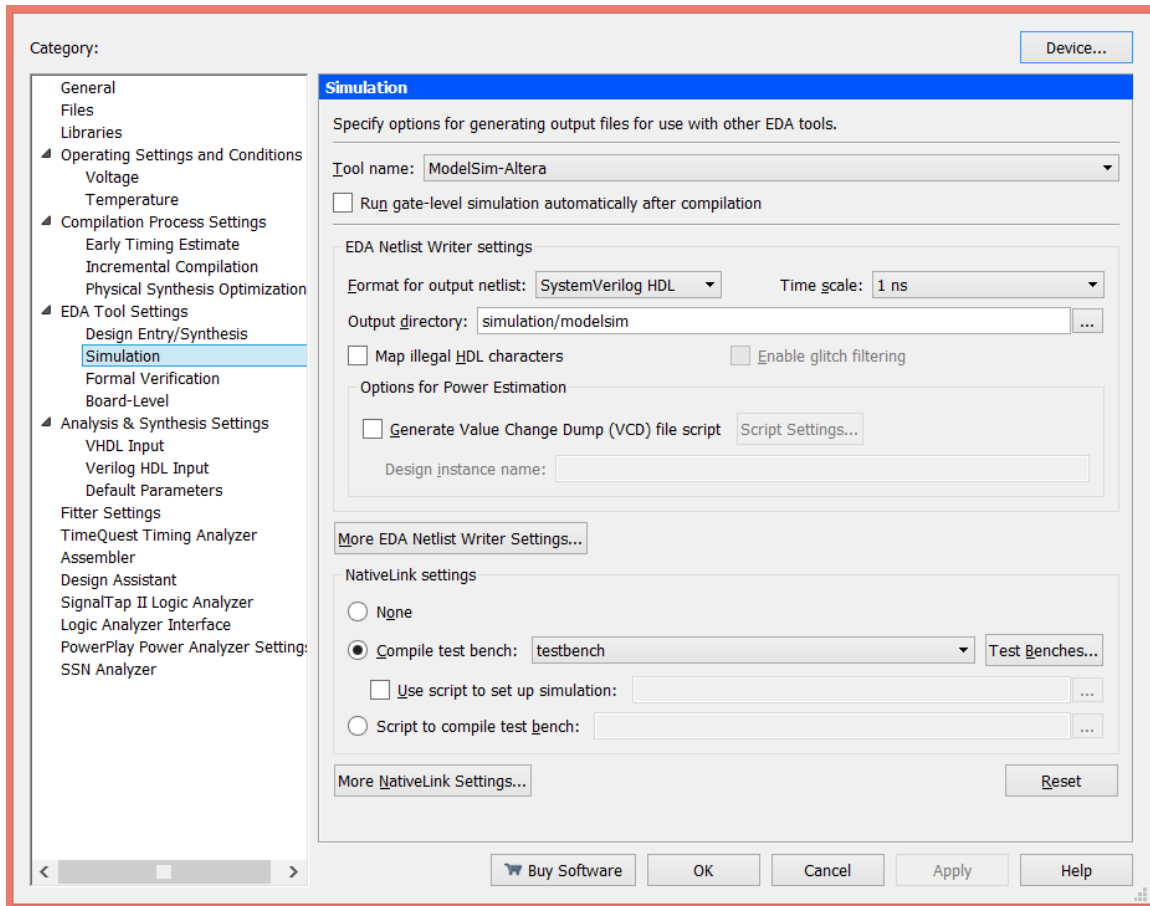 Category:
Device...
General
Files
Libraries
Operating Settings and Conditions
Voltage
Temperature
Compilation Process Settings
Early Timing Estimate
Incremental Compilation
Physical Synthesis Optimization
EDA Tool Settings
Design Entry/Synthesis
Simulation
Formal Verification
Board-Level
Analysis & Synthesis Settings
VHDL Input
Verilog HDL Input
Default Parameters
Fitter Settings
TimeQuest Timing Analyzer
Assembler
Design Assistant
SignalTap II Logic Analyzer
Logic Analyzer Interface
PowerPlay Power Analyzer Settings
SSN Analyzer
Simulation
Specify options for generating output files for use with other EDA tools.
Tool name: ModelSim-Altera
Run gate-level simulation automatically after compilation
EDA Netlist Writer settings
Format for output netlist: SystemVerilog HDL Time scale: 1 ns
Output directory: simulation/modelsim ...
Map illegal HDL characters Enable glitch filtering
Options for Power Estimation
Generate Value Change Dump (VCD) file script Script Settings...
Design instance name:
More EDA Netlist Writer Settings...
NativeLink settings
None
Compile test bench: testbench Test Benches...
Use script to set up simulation: ...
Script to compile test bench: ...
More NativeLink Settings... Reset
Buy Software OK Cancel Apply Help